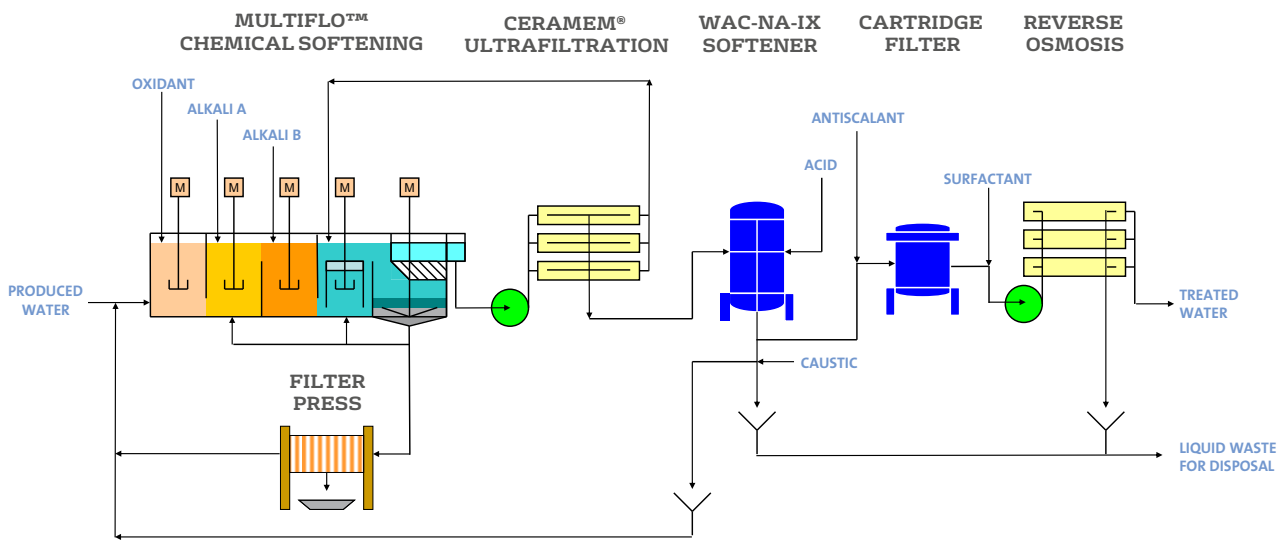 MULTIFLO™
CHEMICAL SOFTENING
CERAMEM®
ULTRAFILTRATION
WAC-NA-IX
SOFTENER
CARTRIDGE
FILTER
REVERSE
OSMOSIS
OXIDANT
ALKALI A
ALKALI B
ANTISCALANT
ACID
SURFACTANT
M
M
M
M
M
PRODUCED
WATER
TREATED
WATER
CAUSTIC
FILTER
PRESS
LIQUID WASTE
FOR DISPOSAL